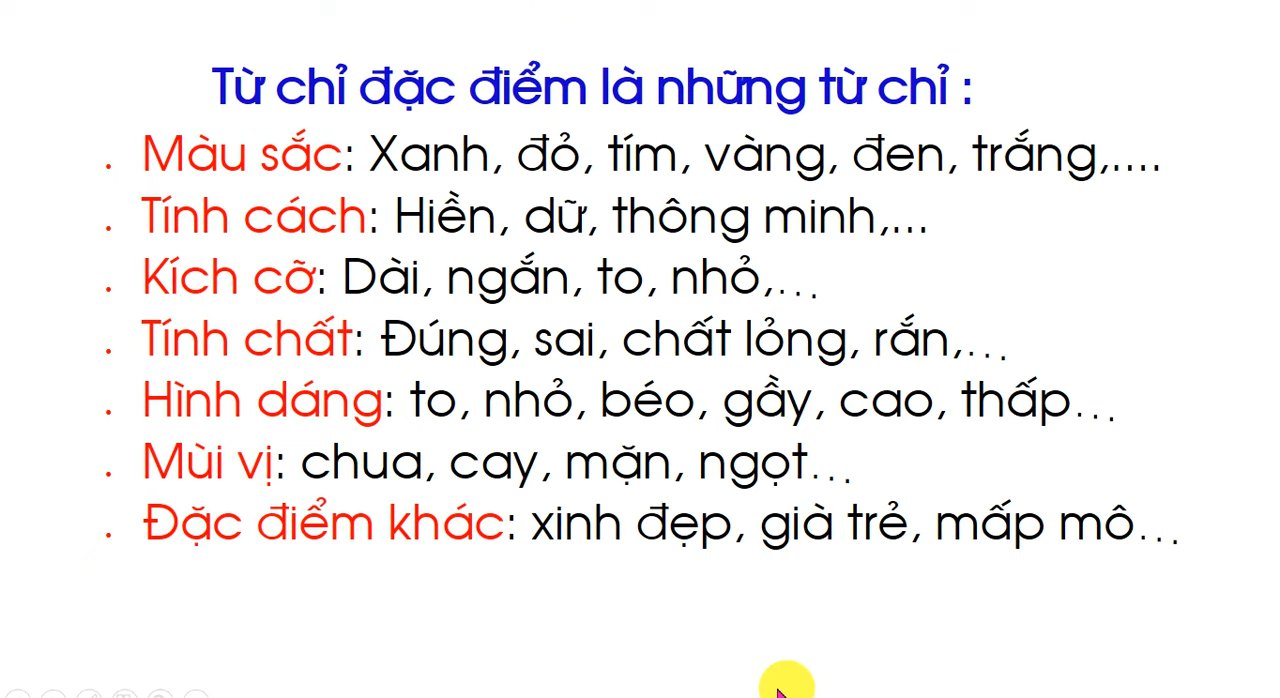 Từ chỉ đặc điểm là những từ chỉ :
. Màu sắc: Xanh, đỏ, tím, vàng, đen, trắng,....
. Tính cách: Hiền, dữ, thông minh,...
. Kích cỡ: Dài, ngắn, to, nhỏ,...
. Tính chất: Đúng, sai, chất lỏng, rắn,...
. Hình dáng: to, nhỏ, béo, gầy, cao, thấp...
. Mùi vị: chua, cay, mặn, ngọt...
. Đặc điểm khác: xinh đẹp, già trẻ, mấp mô...